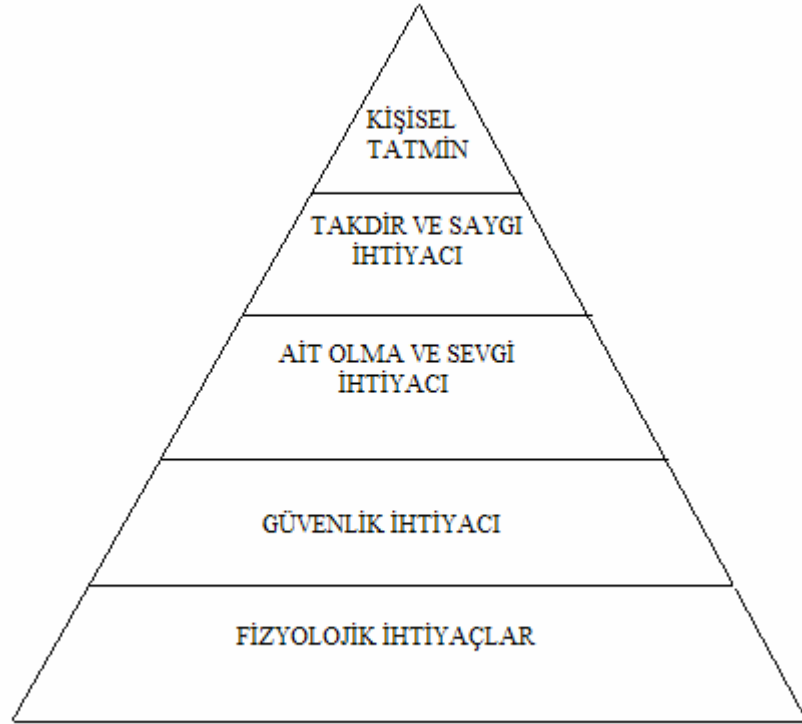 KİŞİSEL
TATMİN
TAKDİR VE SAYGI
İHTİYACI
AİT OLMA VE SEVGİ
İHTİYACI
GÜVENLİK İHTİYACI
FİZYOLOJİK İHTİYAÇLAR